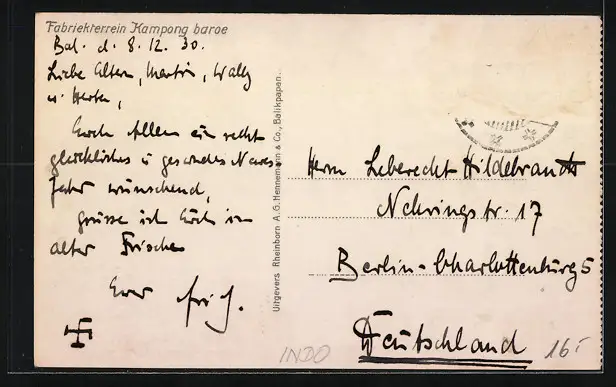 Fabriekterrein Kampong baroe
Bal. d. 8.12.30.
Liebe Eltern, Martin, Wally
u. Herta,
Euch Allen ein recht
glückliches u gesundes Neues
Jahr wünschend,
grüsse ich Euch in
alter Frische
Euer
Uitgevers Rheinborn A.G. Hennemann & Co., Balikpapan.
Herrn Leberecht Hildebrandt
Nehringstr. 17
Berlin-Charlottenburg 5
Deutschland
INDO
16.-